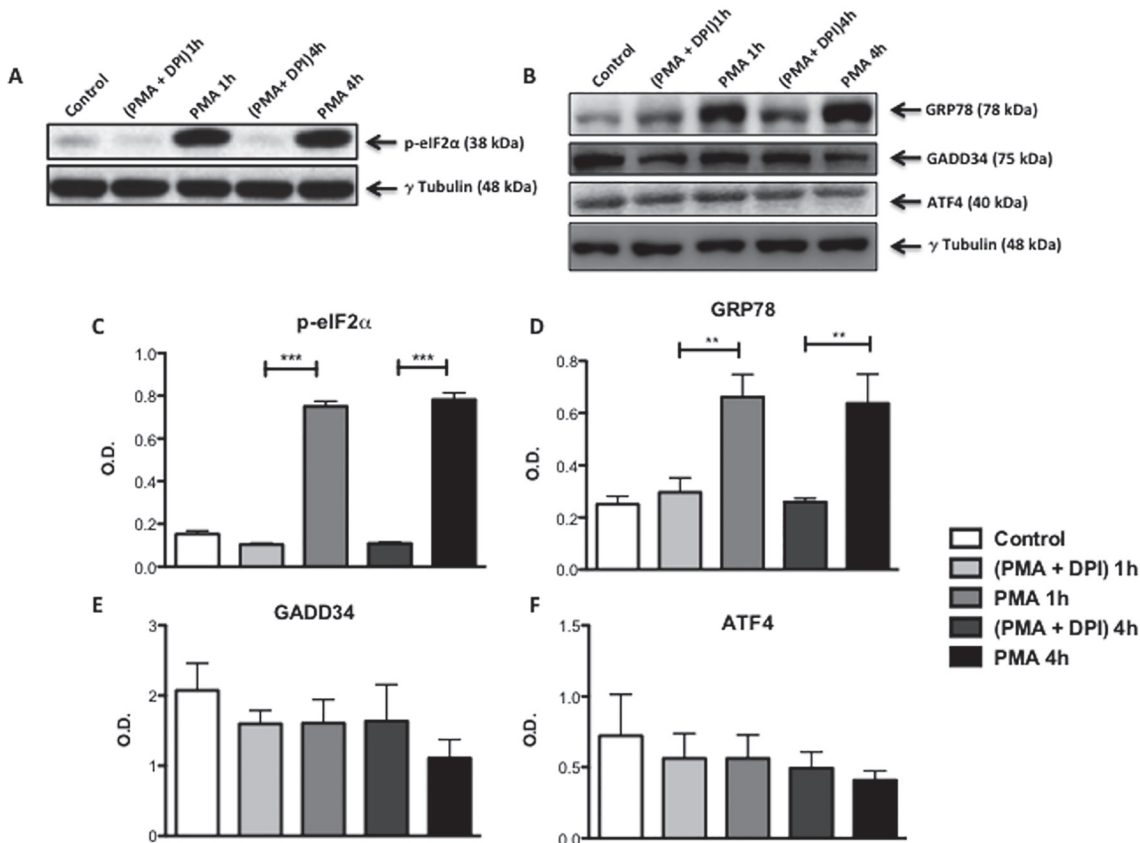 A
Control
(PMA + DPI)1h
PMA 1h
(PMA+ DPI)4h
PMA 4h
p-eIF2α (38 kDa)
γ Tubulin (48 kDa)
B
Control
(PMA + DPI)1h
PMA 1h
(PMA + DPI)4h
PMA 4h
GRP78 (78 kDa)
GADD34 (75 kDa)
ATF4 (40 kDa)
γ Tubulin (48 kDa)
C
p-eIF2α
O.D.
1.0
0.8
0.6
0.4
0.2
0.0
***
***
D
GRP78
O.D.
0.8
0.6
0.4
0.2
0.0
**
**
E
GADD34
O.D.
3
2
1
0
F
ATF4
O.D.
1.5
1.0
0.5
0.0
Control
(PMA + DPI) 1h
PMA 1h
(PMA + DPI) 4h
PMA 4h